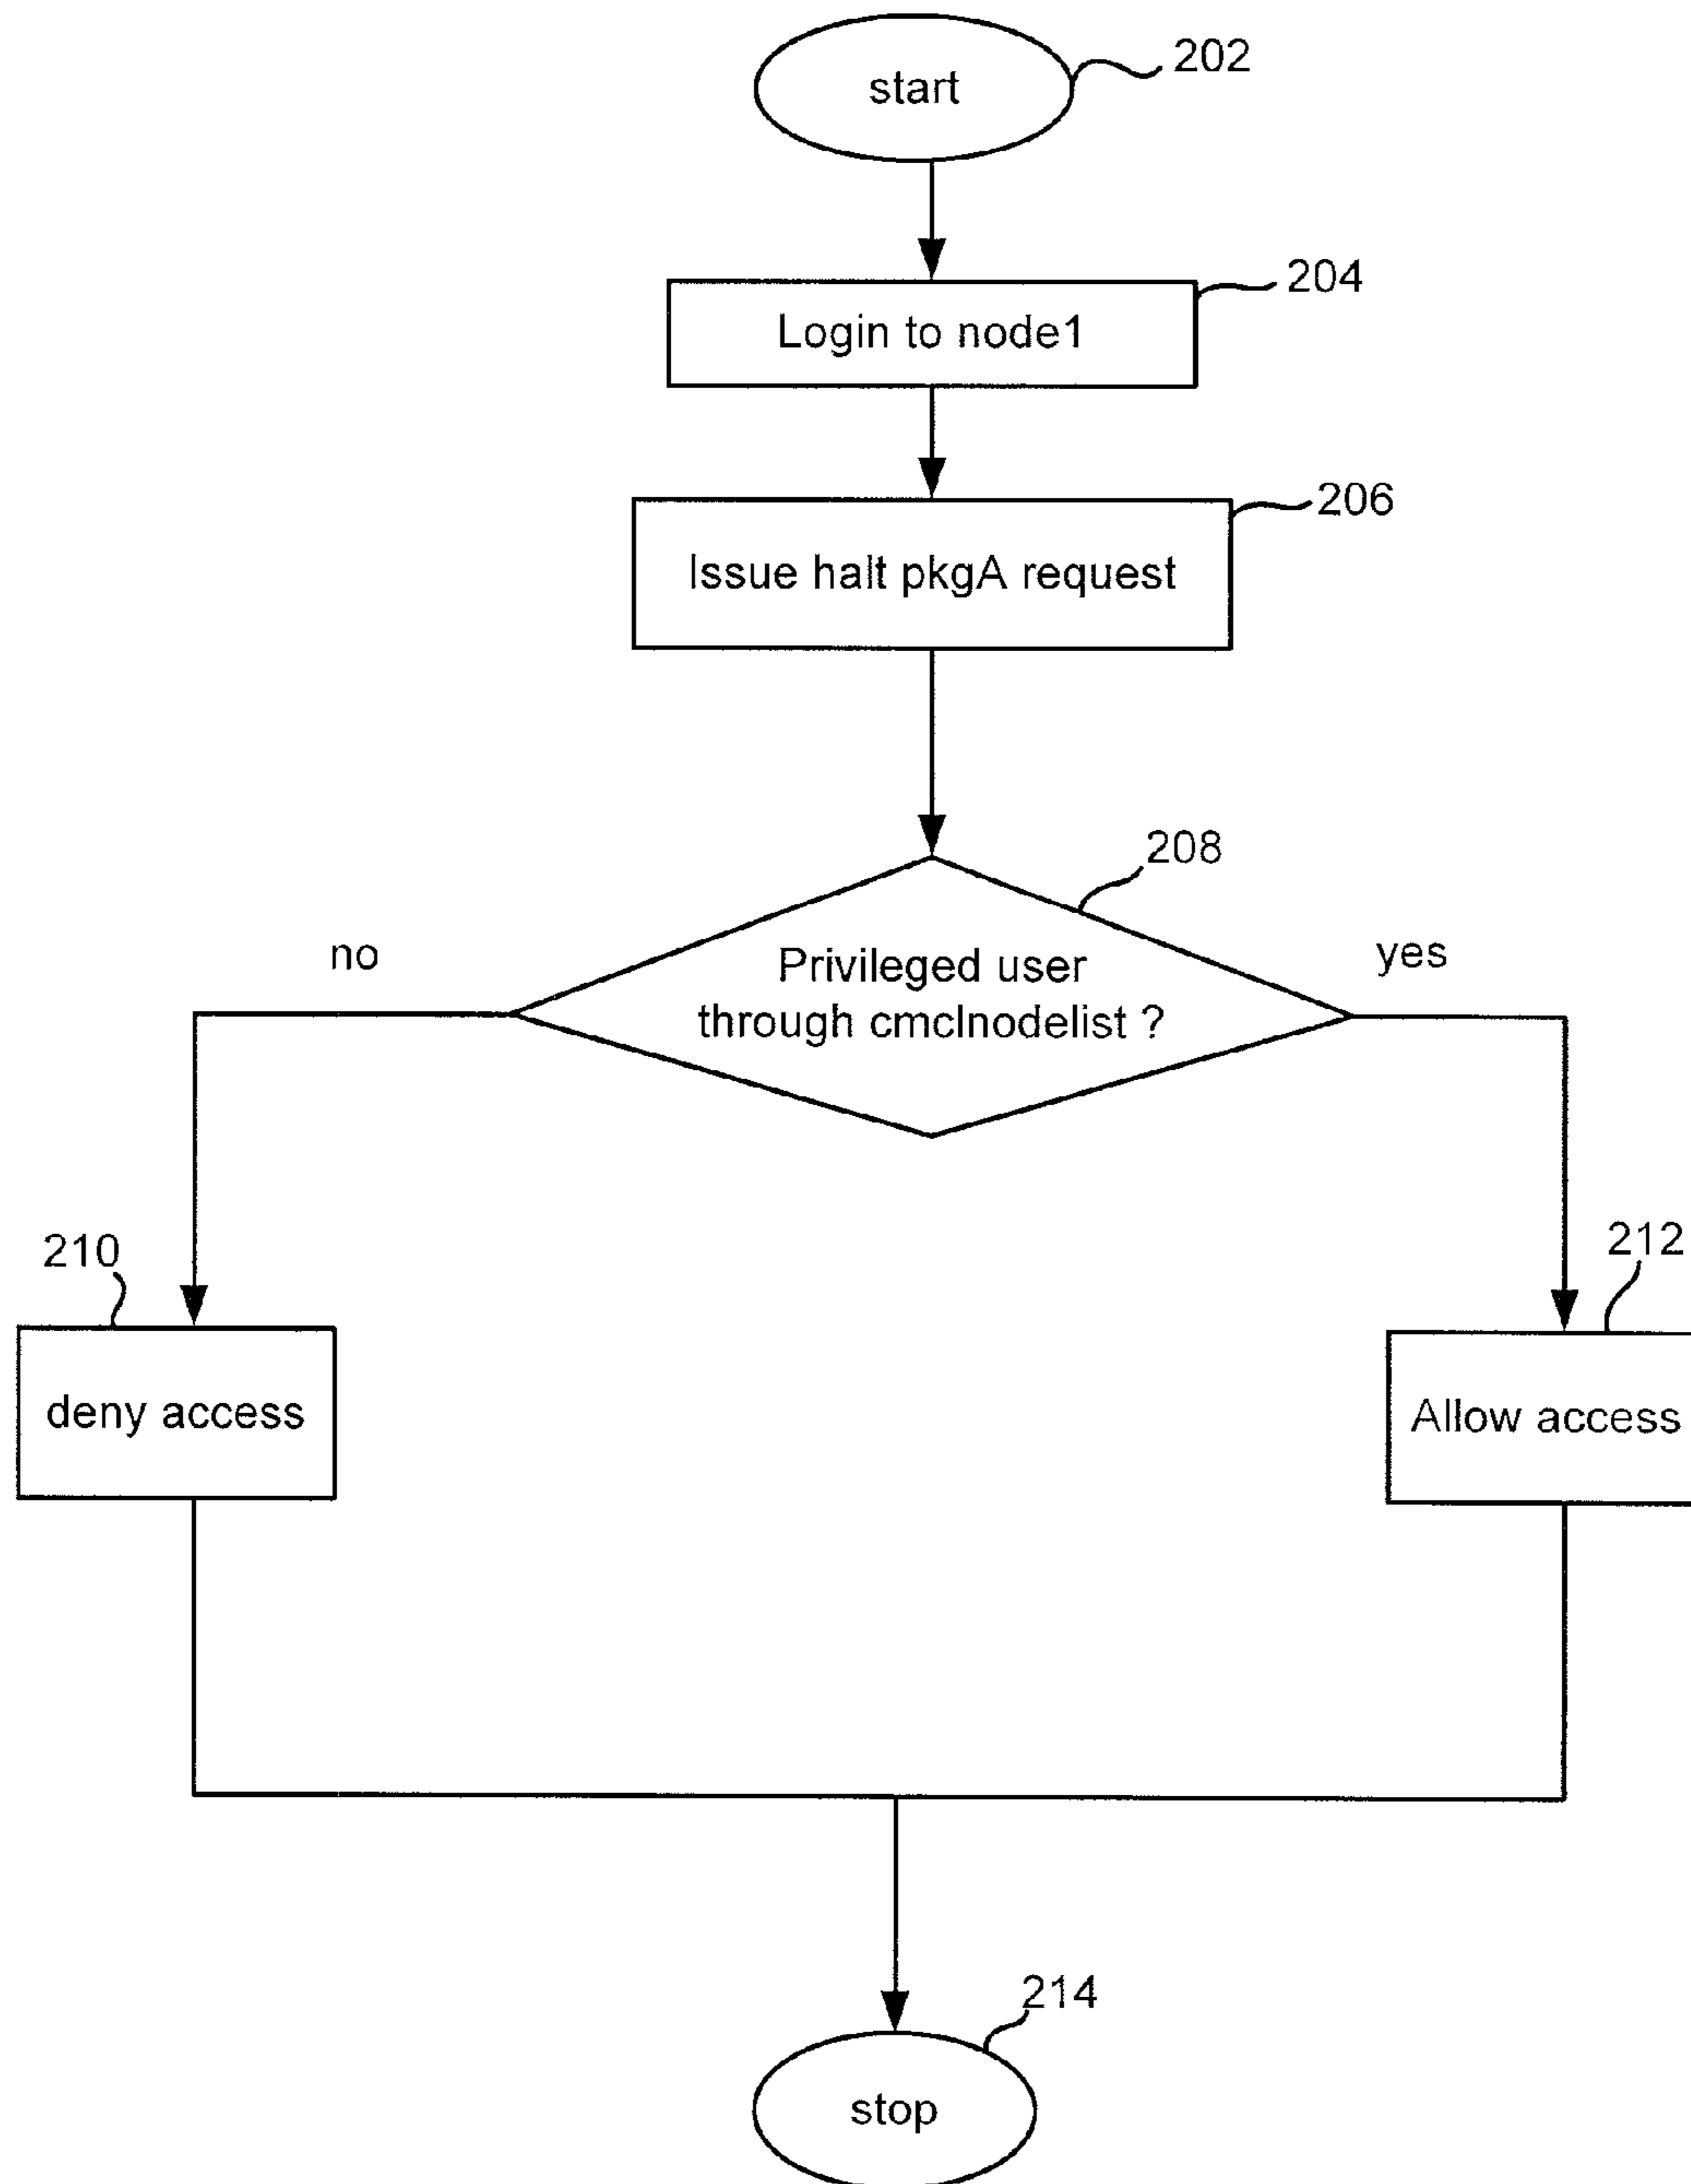 start
202
204
Login to node1
206
Issue halt pkgA request
208
no
yes
Privileged user
through cmclnodelist ?
210
212
deny access
Allow access
214
stop